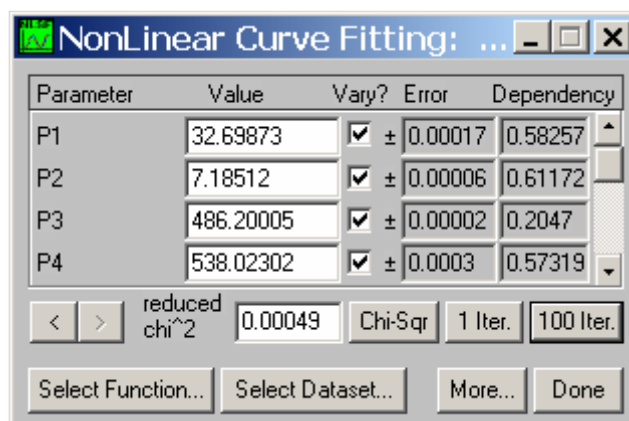 NonLinear Curve Fitting: ...
Parameter Value Vary? Error Dependency
P1 32.69873 ± 0.00017 0.58257
P2 7.18512 ± 0.00006 0.61172
P3 486.20005 ± 0.00002 0.2047
P4 538.02302 ± 0.0003 0.57319
< > reduced chi^2 0.00049 Chi-Sqr 1 Iter. 100 Iter.
Select Function... Select Dataset... More... Done